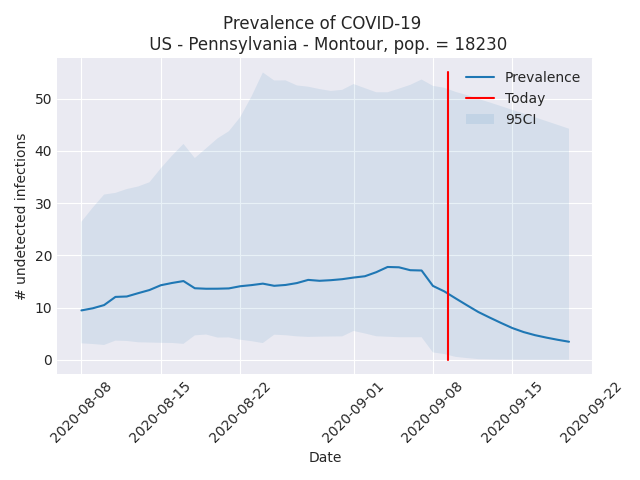 Prevalence of COVID-19
US - Pennsylvania - Montour, pop. = 18230
Prevalence
Today
95CI
# undetected infections
50
40
30
20
10
0
2020-08-08
2020-08-15
2020-08-22
2020-09-01
2020-09-08
2020-09-15
2020-09-22
Date